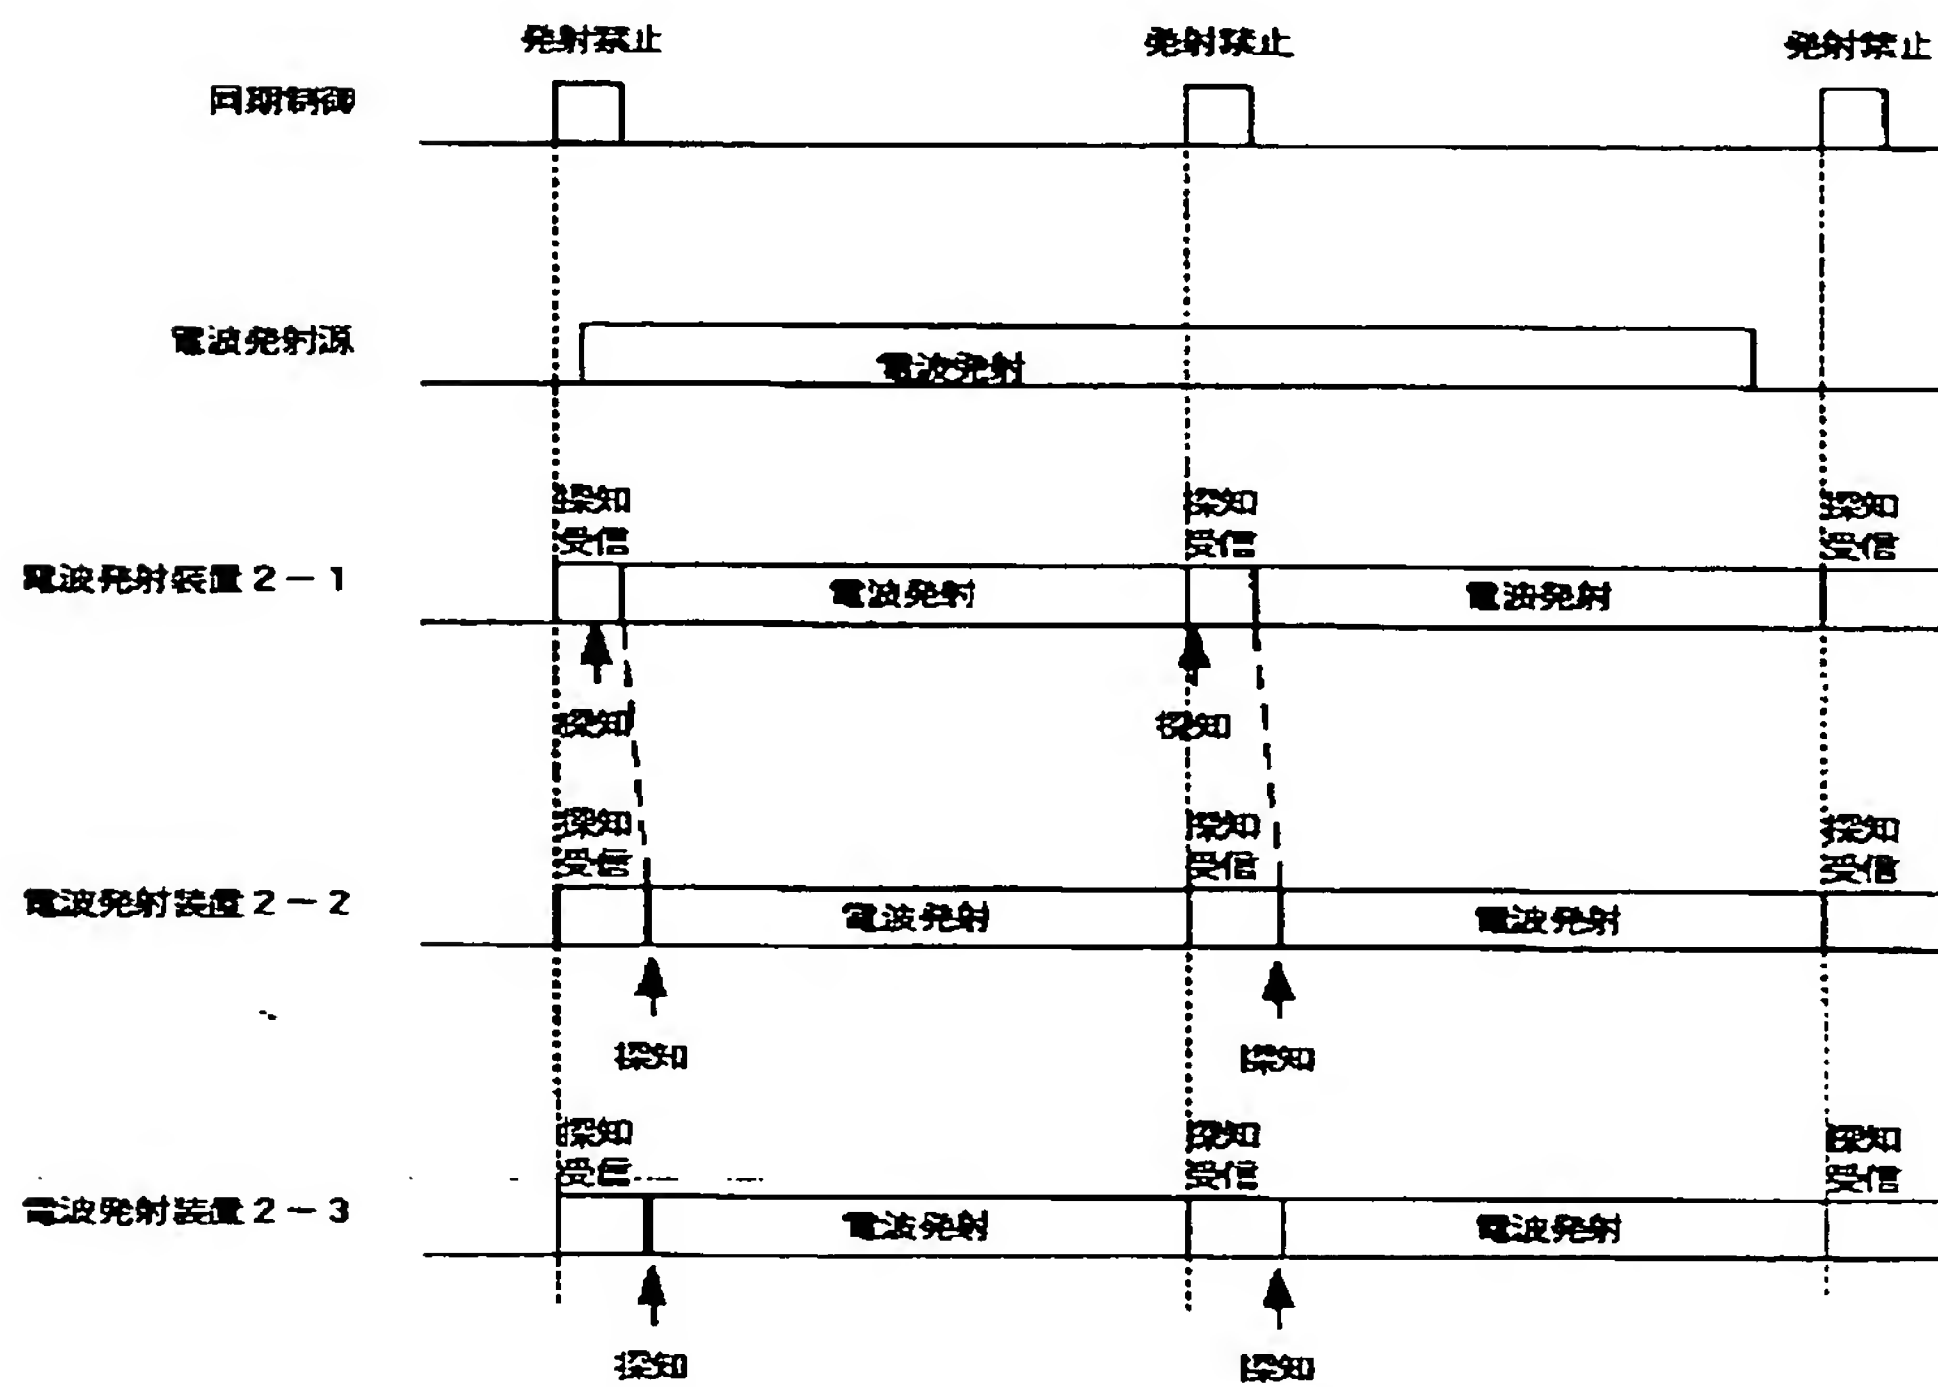 発射禁止 発射禁止 発射禁止
同期制御
電波発射源
電波発射
探知 探知 探知
受信 受信 受信
電波発射装置2−1
電波発射 電波発射
探知 探知
探知 探知 探知
受信 受信 受信
電波発射装置2−2
電波発射 電波発射
探知 探知
探知 探知 探知
受信 受信 受信
電波発射装置2−3
電波発射 電波発射
探知 探知